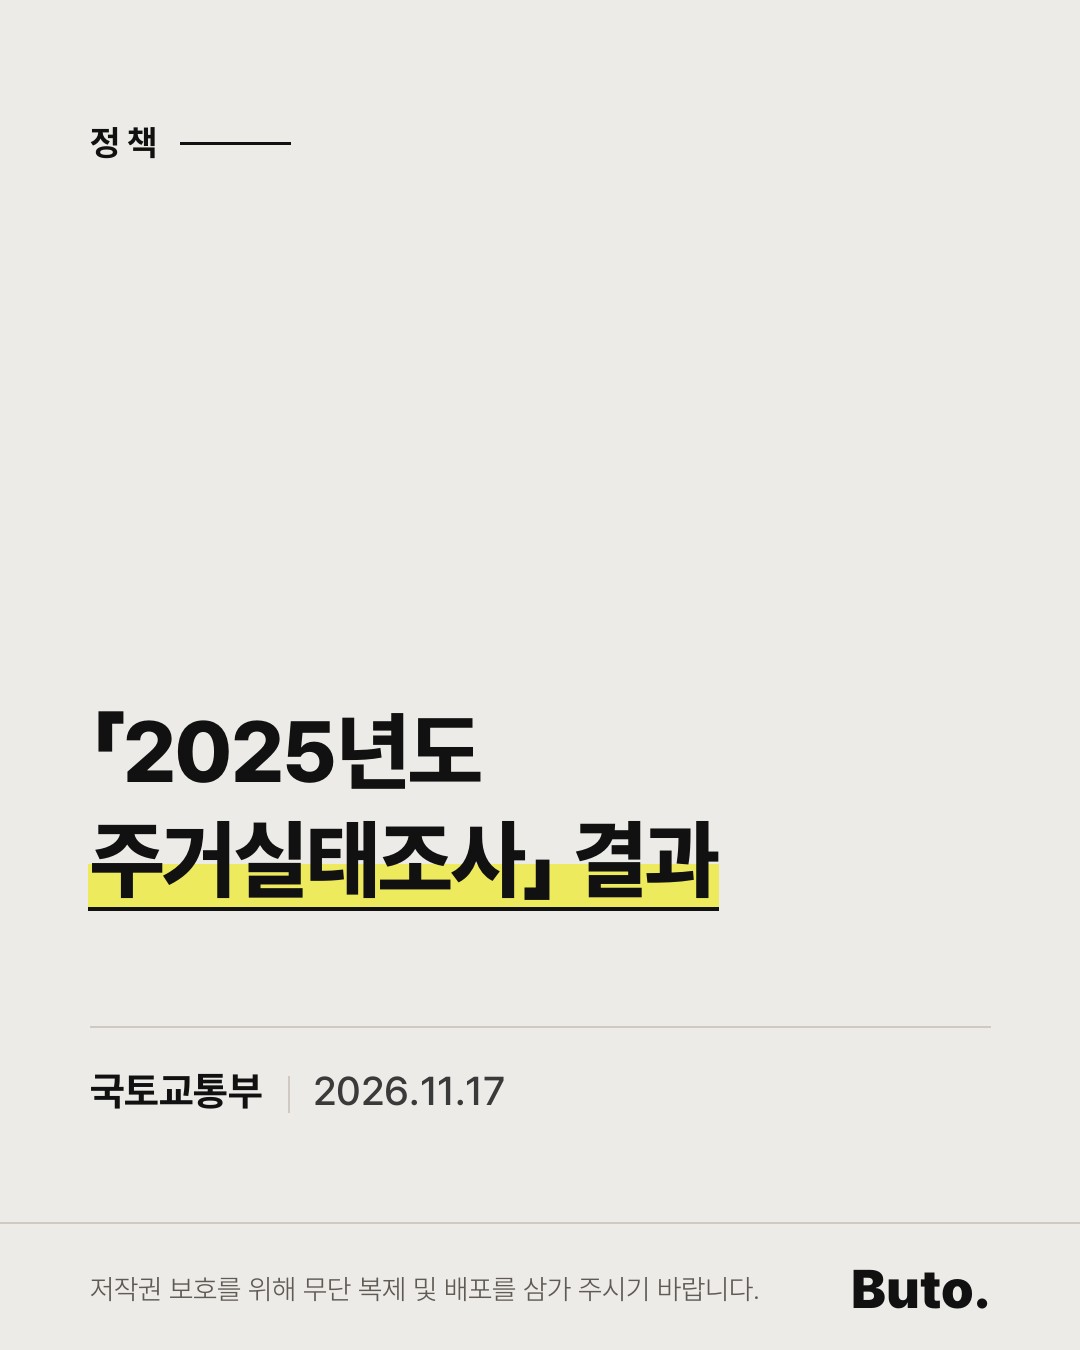 정책
「2025년도
주거실태조사」 결과
국토교통부 | 2026.11.17
저작권 보호를 위해 무단 복제 및 배포를 삼가 주시기 바랍니다.
Buto.